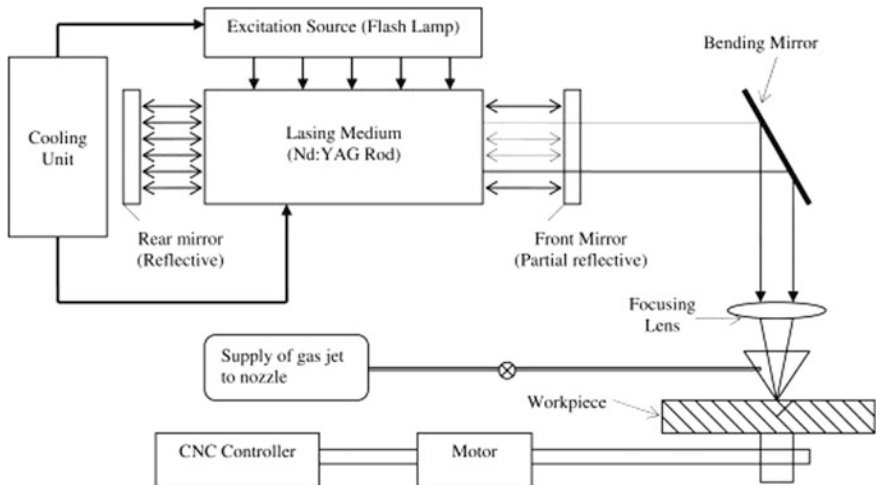 Excitation Source (Flash Lamp)
Bending Mirror
Cooling
Unit
Lasing Medium
(Nd:YAG Rod)
Rear mirror
(Reflective)
Front Mirror
(Partial reflective)
Focusing
Lens
Supply of gas jet
to nozzle
Workpiece
CNC Controller
Motor